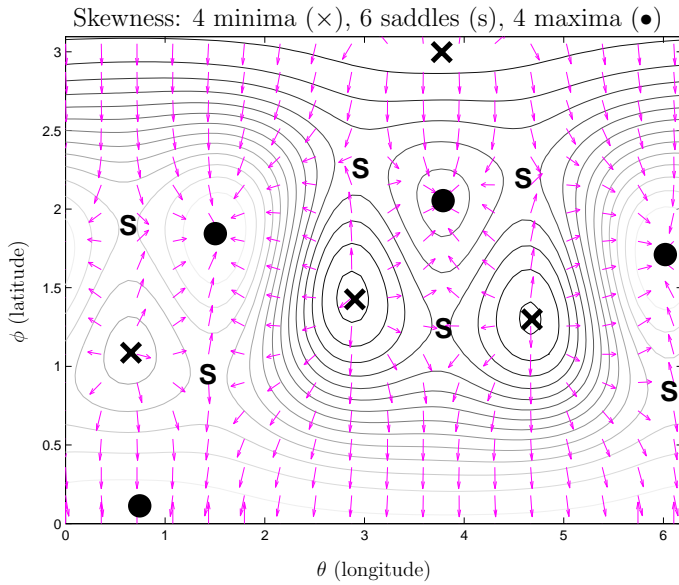 Skewness: 4 minima (×), 6 saddles (s), 4 maxima (•)
3
2.5
2
1.5
1
0.5
0
ϕ (latitude)
S
S
S
S
S
S
0
1
2
3
4
5
6
θ (longitude)